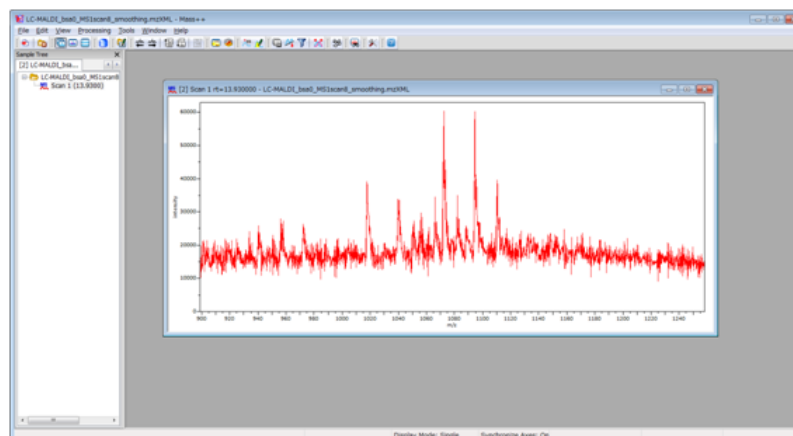 LC-MALDI_bsa0_MS1scan8_smoothing.mzXML - Mass++
File Edit View Processing Tools Window Help
Sample Tree
[2] LC-MALDI_bsa...
LC-MALDI_bsa0_MS1scan8
Scan 1 (13.9300)
[2] Scan 1 rt=13.930000 - LC-MALDI_bsa0_MS1scan8_smoothing.mzXML
60000
50000
40000
30000
20000
10000
0
Intensity
900 920 940 960 980 1000 1020 1040 1060 1080 1100 1120 1140 1160 1180 1200 1220 1240
m/z
Display Mode: Single Synchronize Axes: On